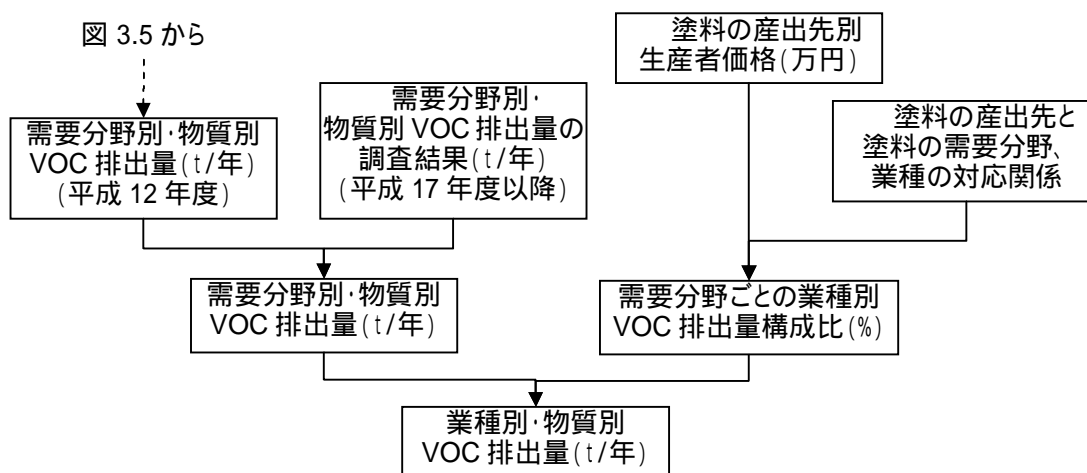 図 3.5 から
需要分野別・物質別
VOC 排出量(t/年)
(平成 12 年度)
需要分野別・
物質別 VOC 排出量の
調査結果(t/年)
(平成 17 年度以降)
塗料の産出先別
生産者価格(万円)
塗料の産出先と
塗料の需要分野、
業種の対応関係
需要分野別・物質別
VOC 排出量(t/年)
需要分野ごとの業種別
VOC 排出量構成比(%)
業種別・物質別
VOC 排出量(t/年)